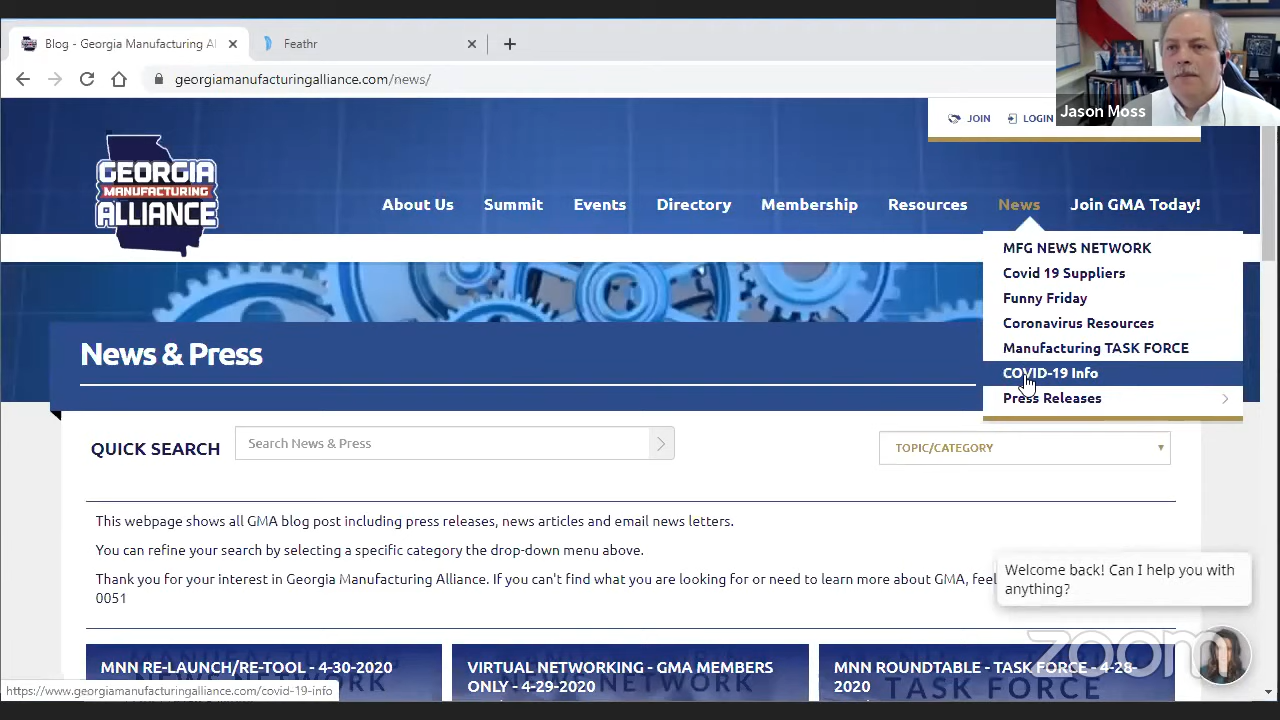 Blog - Georgia Manufacturing Al
Feathr
georgiamanufacturingalliance.com/news/
Jason Moss
JOIN
LOGIN
GEORGIA
MANUFACTURING
ALLIANCE
About Us
Summit
Events
Directory
Membership
Resources
News
Join GMA Today!
MFG NEWS NETWORK
Covid 19 Suppliers
Funny Friday
Coronavirus Resources
Manufacturing TASK FORCE
COVID-19 Info
Press Releases
News & Press
QUICK SEARCH
Search News & Press
TOPIC/CATEGORY
This webpage shows all GMA blog post including press releases, news articles and email news letters.
You can refine your search by selecting a specific category the drop-down menu above.
Thank you for your interest in Georgia Manufacturing Alliance. If you can't find what you are looking for or need to learn more about GMA, feel
0051
Welcome back! Can I help you with
anything?
MNN RE-LAUNCH/RE-TOOL - 4-30-2020
VIRTUAL NETWORKING - GMA MEMBERS
ONLY - 4-29-2020
MNN ROUNDTABLE - TASK FORCE - 4-28-
2020
TASK FORCE
zoom
https://www.georgiamanufacturingalliance.com/covid-19-info